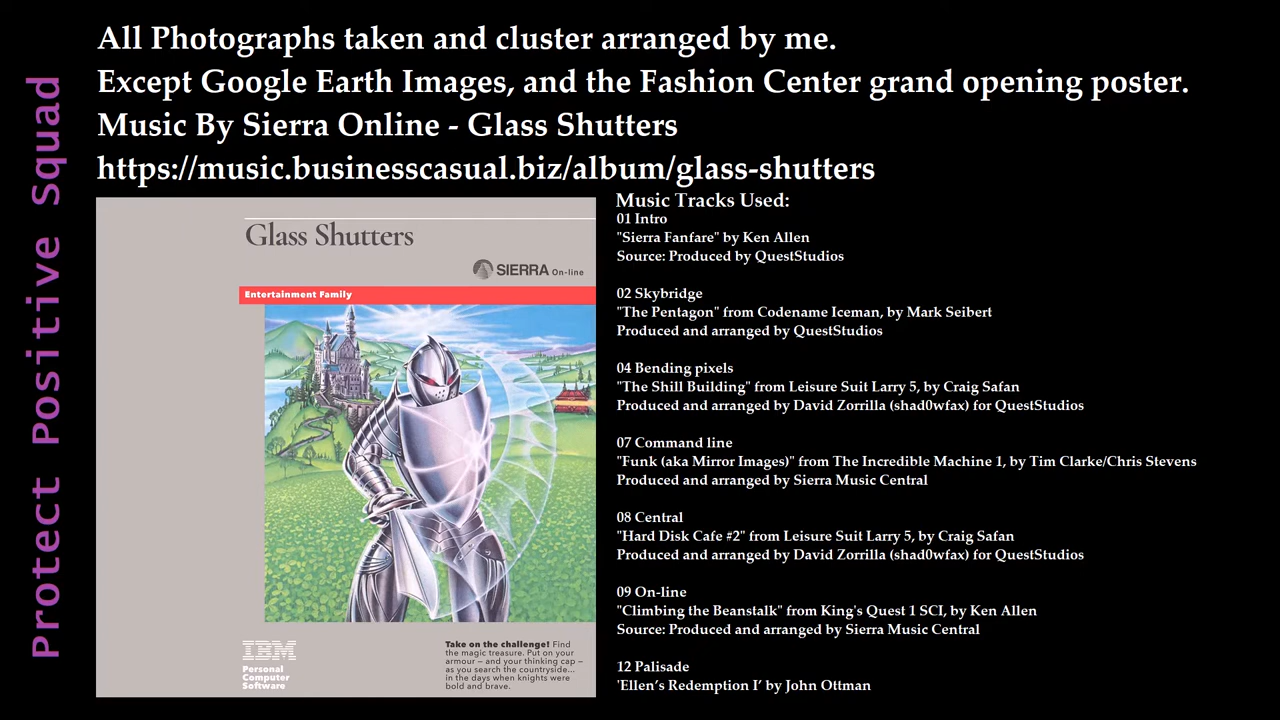 Protect Positive Squad
All Photographs taken and cluster arranged by me.
Except Google Earth Images, and the Fashion Center grand opening poster.
Music By Sierra Online - Glass Shutters
https://music.businesscasual.biz/album/glass-shutters
Glass Shutters
SIERRA On-line
Entertainment Family
IBM
Personal
Computer
Software
Take on the challenge! Find
the magic treasure. Put on your
armour – and your thinking cap –
as you search the countryside...
in the days when knights were
bold and brave.
Music Tracks Used:
01 Intro
"Sierra Fanfare" by Ken Allen
Source: Produced by QuestStudios
02 Skybridge
"The Pentagon" from Codename Iceman, by Mark Seibert
Produced and arranged by QuestStudios
04 Bending pixels
"The Shill Building" from Leisure Suit Larry 5, by Craig Safan
Produced and arranged by David Zorrilla (shad0wfax) for QuestStudios
07 Command line
"Funk (aka Mirror Images)" from The Incredible Machine 1, by Tim Clarke/Chris Stevens
Produced and arranged by Sierra Music Central
08 Central
"Hard Disk Cafe #2" from Leisure Suit Larry 5, by Craig Safan
Produced and arranged by David Zorrilla (shad0wfax) for QuestStudios
09 On-line
"Climbing the Beanstalk" from King's Quest 1 SCI, by Ken Allen
Source: Produced and arranged by Sierra Music Central
12 Palisade
'Ellen’s Redemption I’ by John Ottman